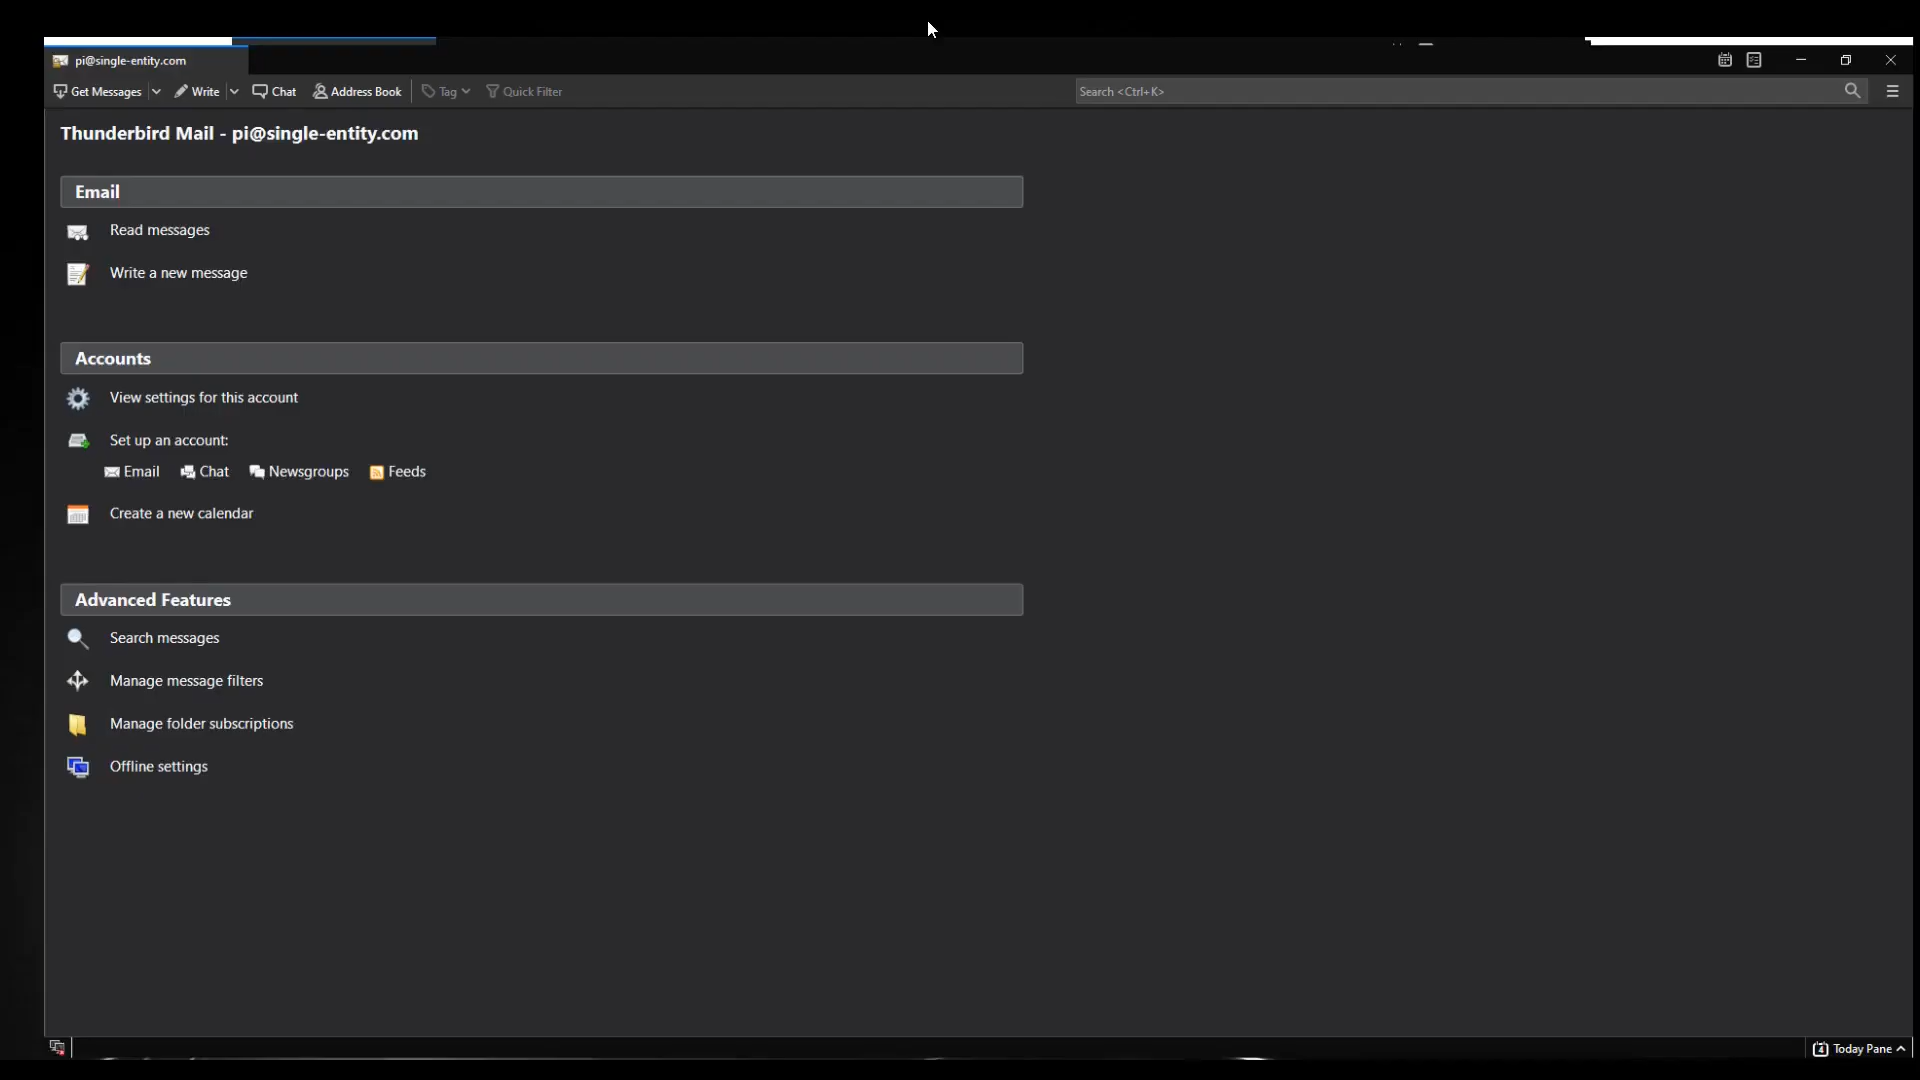 pi@single-entity.com
Get Messages Write Chat Address Book Tag Quick Filter Search <Ctrl+K>
Thunderbird Mail - pi@single-entity.com
Email
Read messages
Write a new message
Accounts
View settings for this account
Set up an account:
Email Chat Newsgroups Feeds
Create a new calendar
Advanced Features
Search messages
Manage message filters
Manage folder subscriptions
Offline settings
4 Today Pane